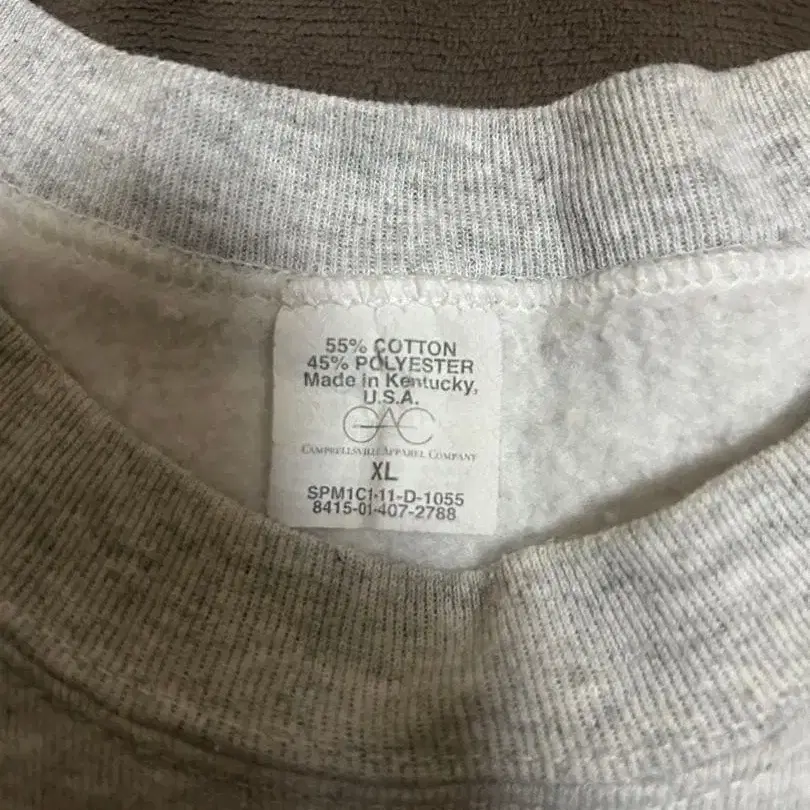 55% COTTON
45% POLYESTER
Made in Kentucky,
U.S.A.
CAC
CAMPBELLSVILLE APPAREL COMPANY
XL
SPM1C1-11-D-1055
8415-01-407-2788